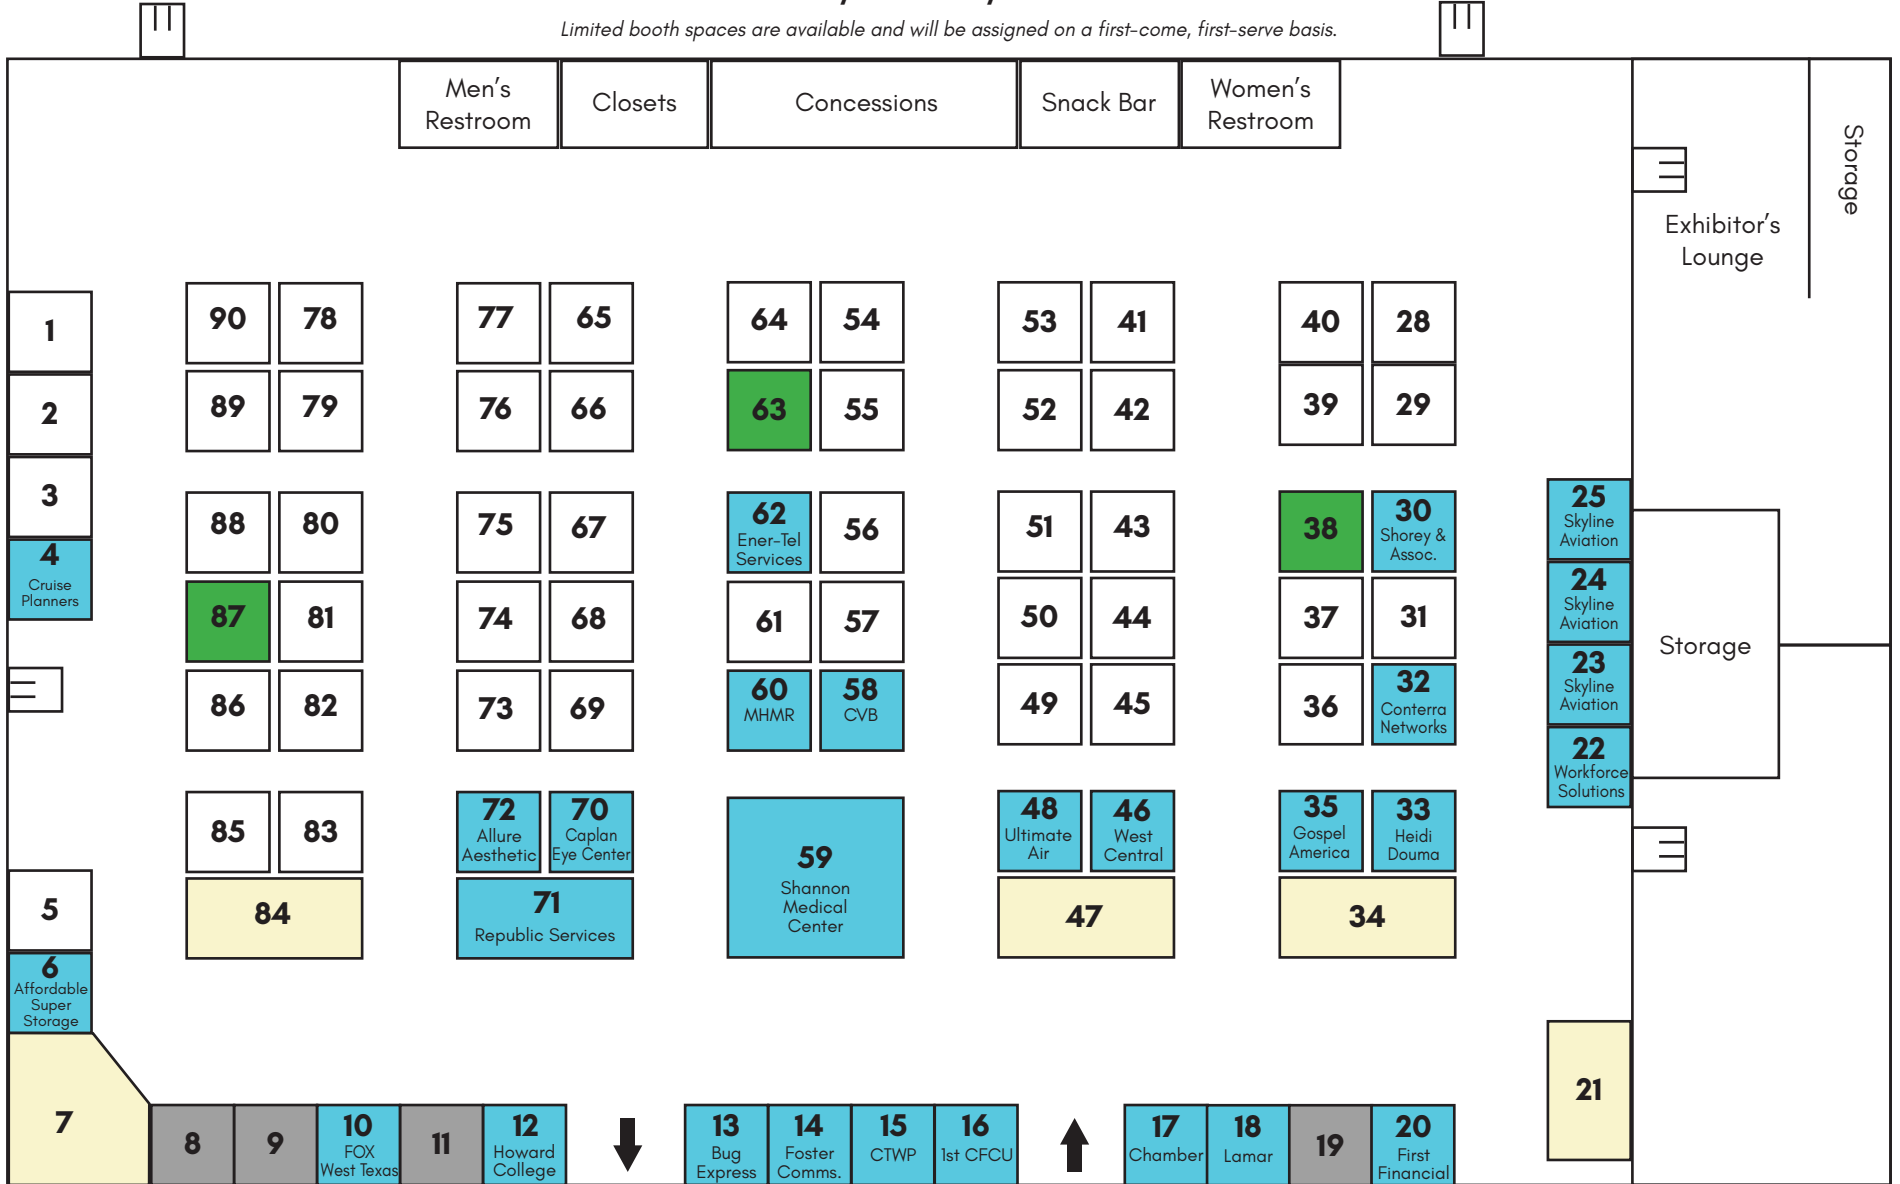 Limited booth spaces are available and will be assigned on a first-come, first-serve basis.
Men's
Restroom
Closets
Concessions
Snack Bar
Women's
Restroom
Storage
Exhibitor's
Lounge
1
2
3
4
Cruise
Planners
90 78
89 79
88 80
87 81
86 82
85 83
84
77 65
76 66
75 67
74 68
73 69
72
Allure
Aesthetic
70
Caplan
Eye Center
71
Republic Services
64 54
63 55
62
Ener-Tel
Services
56
61 57
60
MHMR
58
CVB
59
Shannon
Medical
Center
53 41
52 42
51 43
50 44
49 45
48
Ultimate
Air
46
West
Central
47
40 28
39 29
38
30
Shorey &
Assoc.
37 31
36
32
Conterra
Networks
35
Gospel
America
33
Heidi
Douma
34
25
Skyline
Aviation
24
Skyline
Aviation
23
Skyline
Aviation
22
Workforce
Solutions
Storage
5
6
Affordable
Super
Storage
7
8
9
10
FOX
West Texas
11
12
Howard
College
13
Bug
Express
14
Foster
Comms.
15
CTWP
16
1st CFCU
17
Chamber
18
Lamar
19
20
First
Financial
21